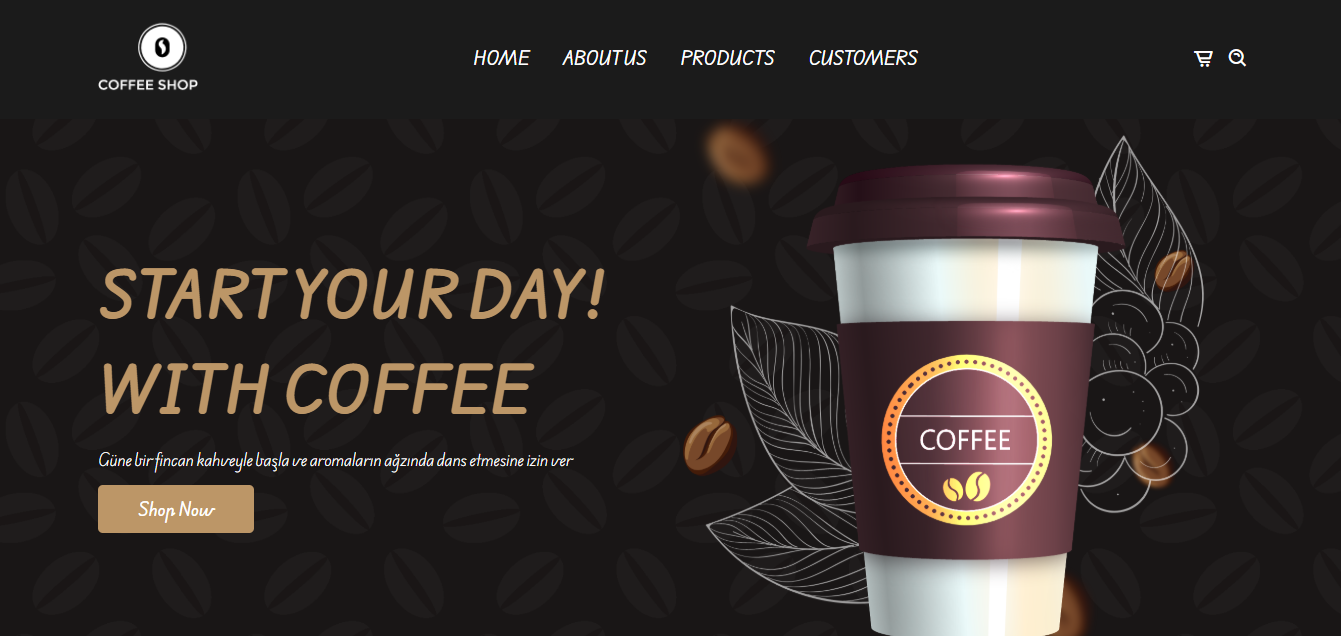 COFFEE SHOP
HOME ABOUT US PRODUCTS CUSTOMERS
START YOUR DAY!
WITH COFFEE
Güne bir fincan kahveyle başla ve aromaların ağzında dans etmesine izin ver
Shop Now
COFFEE